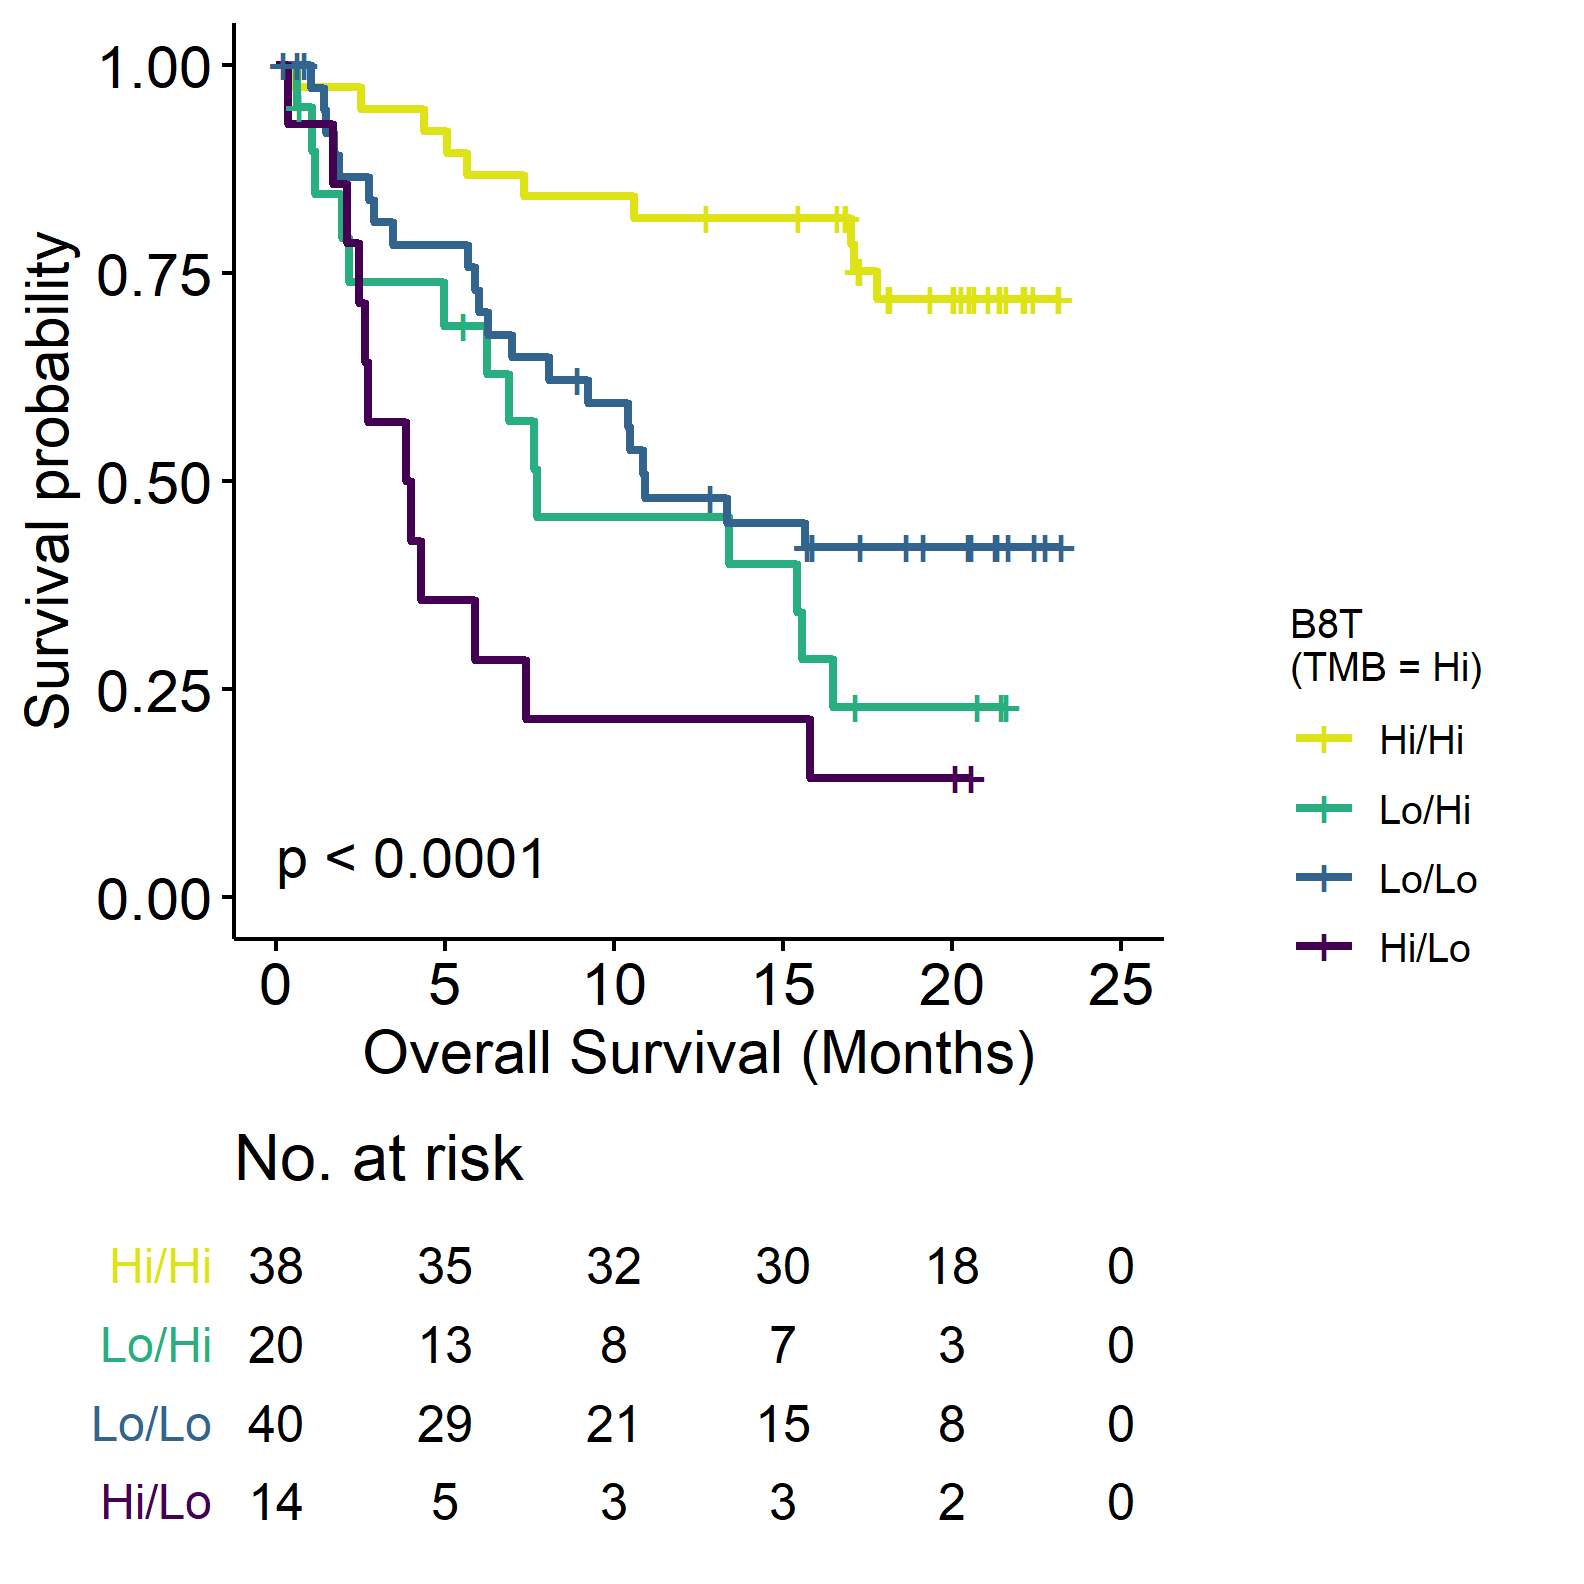 1.00
0.75
0.50
0.25
0.00
Survival probability
p < 0.0001
0 5 10 15 20 25
Overall Survival (Months)
B8T
(TMB = Hi)
Hi/Hi
Lo/Hi
Lo/Lo
Hi/Lo
No. at risk
Hi/Hi 38 35 32 30 18 0
Lo/Hi 20 13 8 7 3 0
Lo/Lo 40 29 21 15 8 0
Hi/Lo 14 5 3 3 2 0